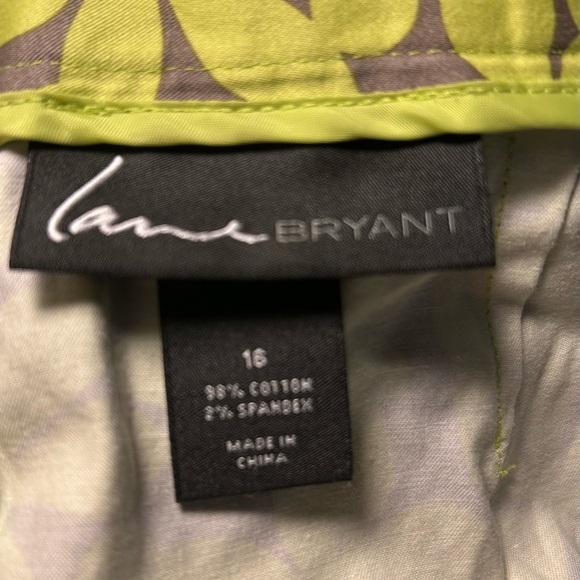 Lane BRYANT
16
98% COTTON
2% SPANDEX
MADE IN
CHINA